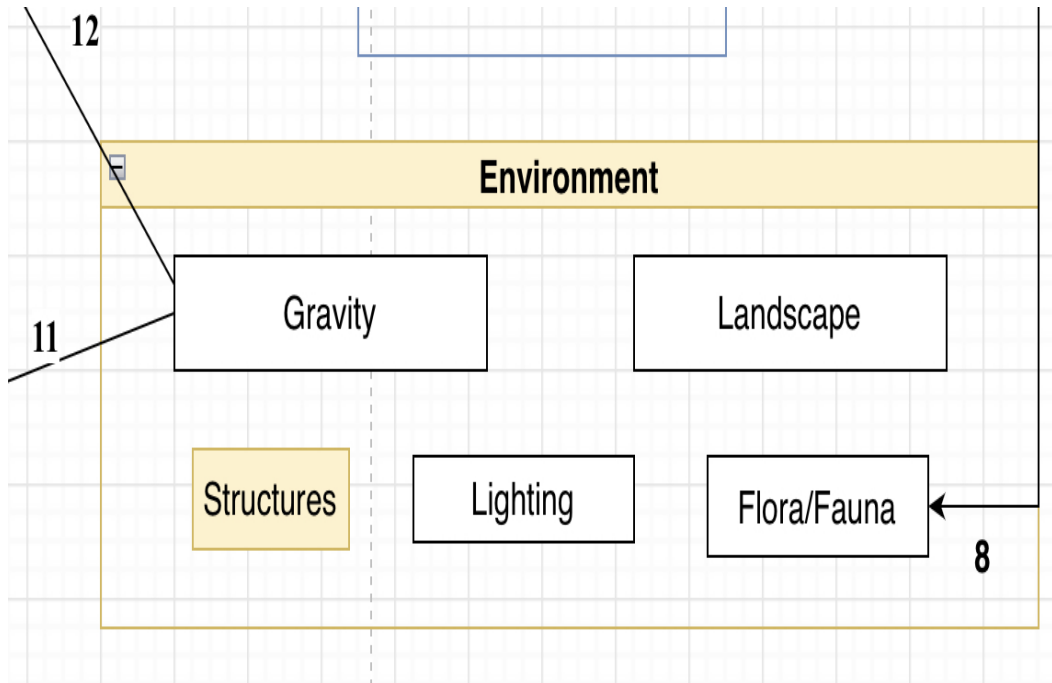 12
Environment
Gravity
Landscape
11
Structures
Lighting
Flora/Fauna
8